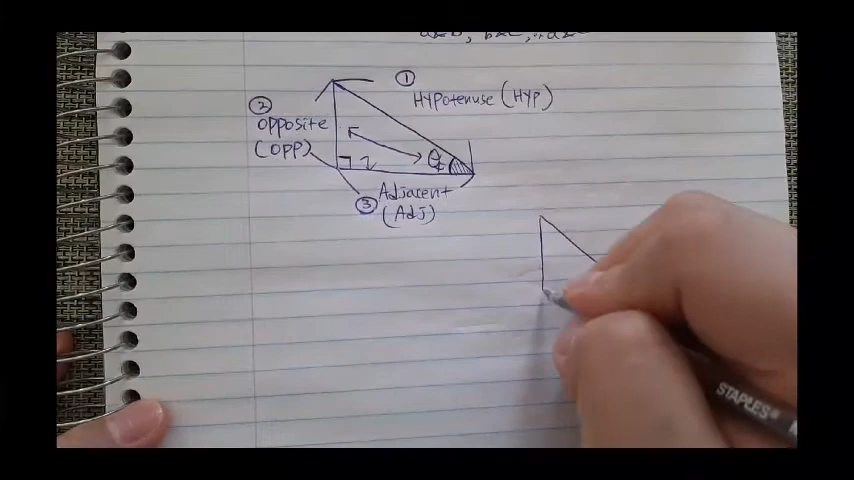 ①
Hypotenuse (HYP)
②
Opposite
(OPP)
θ
③ Adjacent
(Adj)
STAPLES